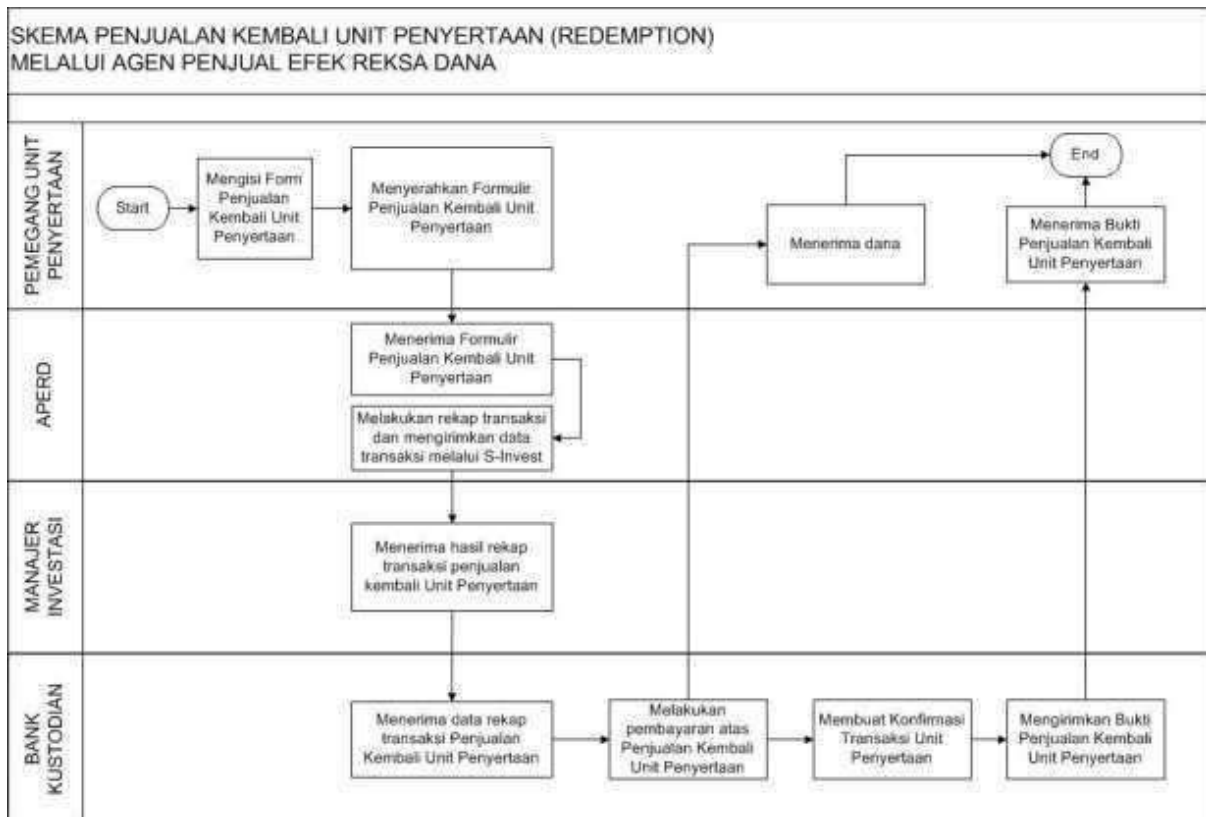 SKEMA PENJUALAN KEMBALI UNIT PENYERTAAN (REDEMPTION)
MELALUI AGEN PENJUAL EFEK REKSA DANA
PEMEGANG UNIT
PENYERTAAN
Start
Mengisi Form
Penjualan
Kembali Unit
Penyertaan
Menyerahkan Formulir
Penjualan Kembali Unit
Penyertaan
Menerima dana
End
Menerima Bukti
Penjualan Kembali
Unit Penyertaan
APERD
Menerima Formulir
Penjualan Kembali Unit
Penyertaan
Melakukan rekap transaksi
dan mengirimkan data
transaksi melalui S-Invest
MANAJER
INVESTASI
Menerima hasil rekap
transaksi penjualan
kembali Unit Penyertaan
BANK
KUSTODIAN
Menerima data rekap
transaksi Penjualan
Kembali Unit Penyertaan
Melakukan
pembayaran atas
Penjualan Kembali
Unit Penyertaan
Membuat Konfirmasi
Transaksi Unit
Penyertaan
Mengirimkan Bukti
Penjualan Kembali
Unit Penyertaan